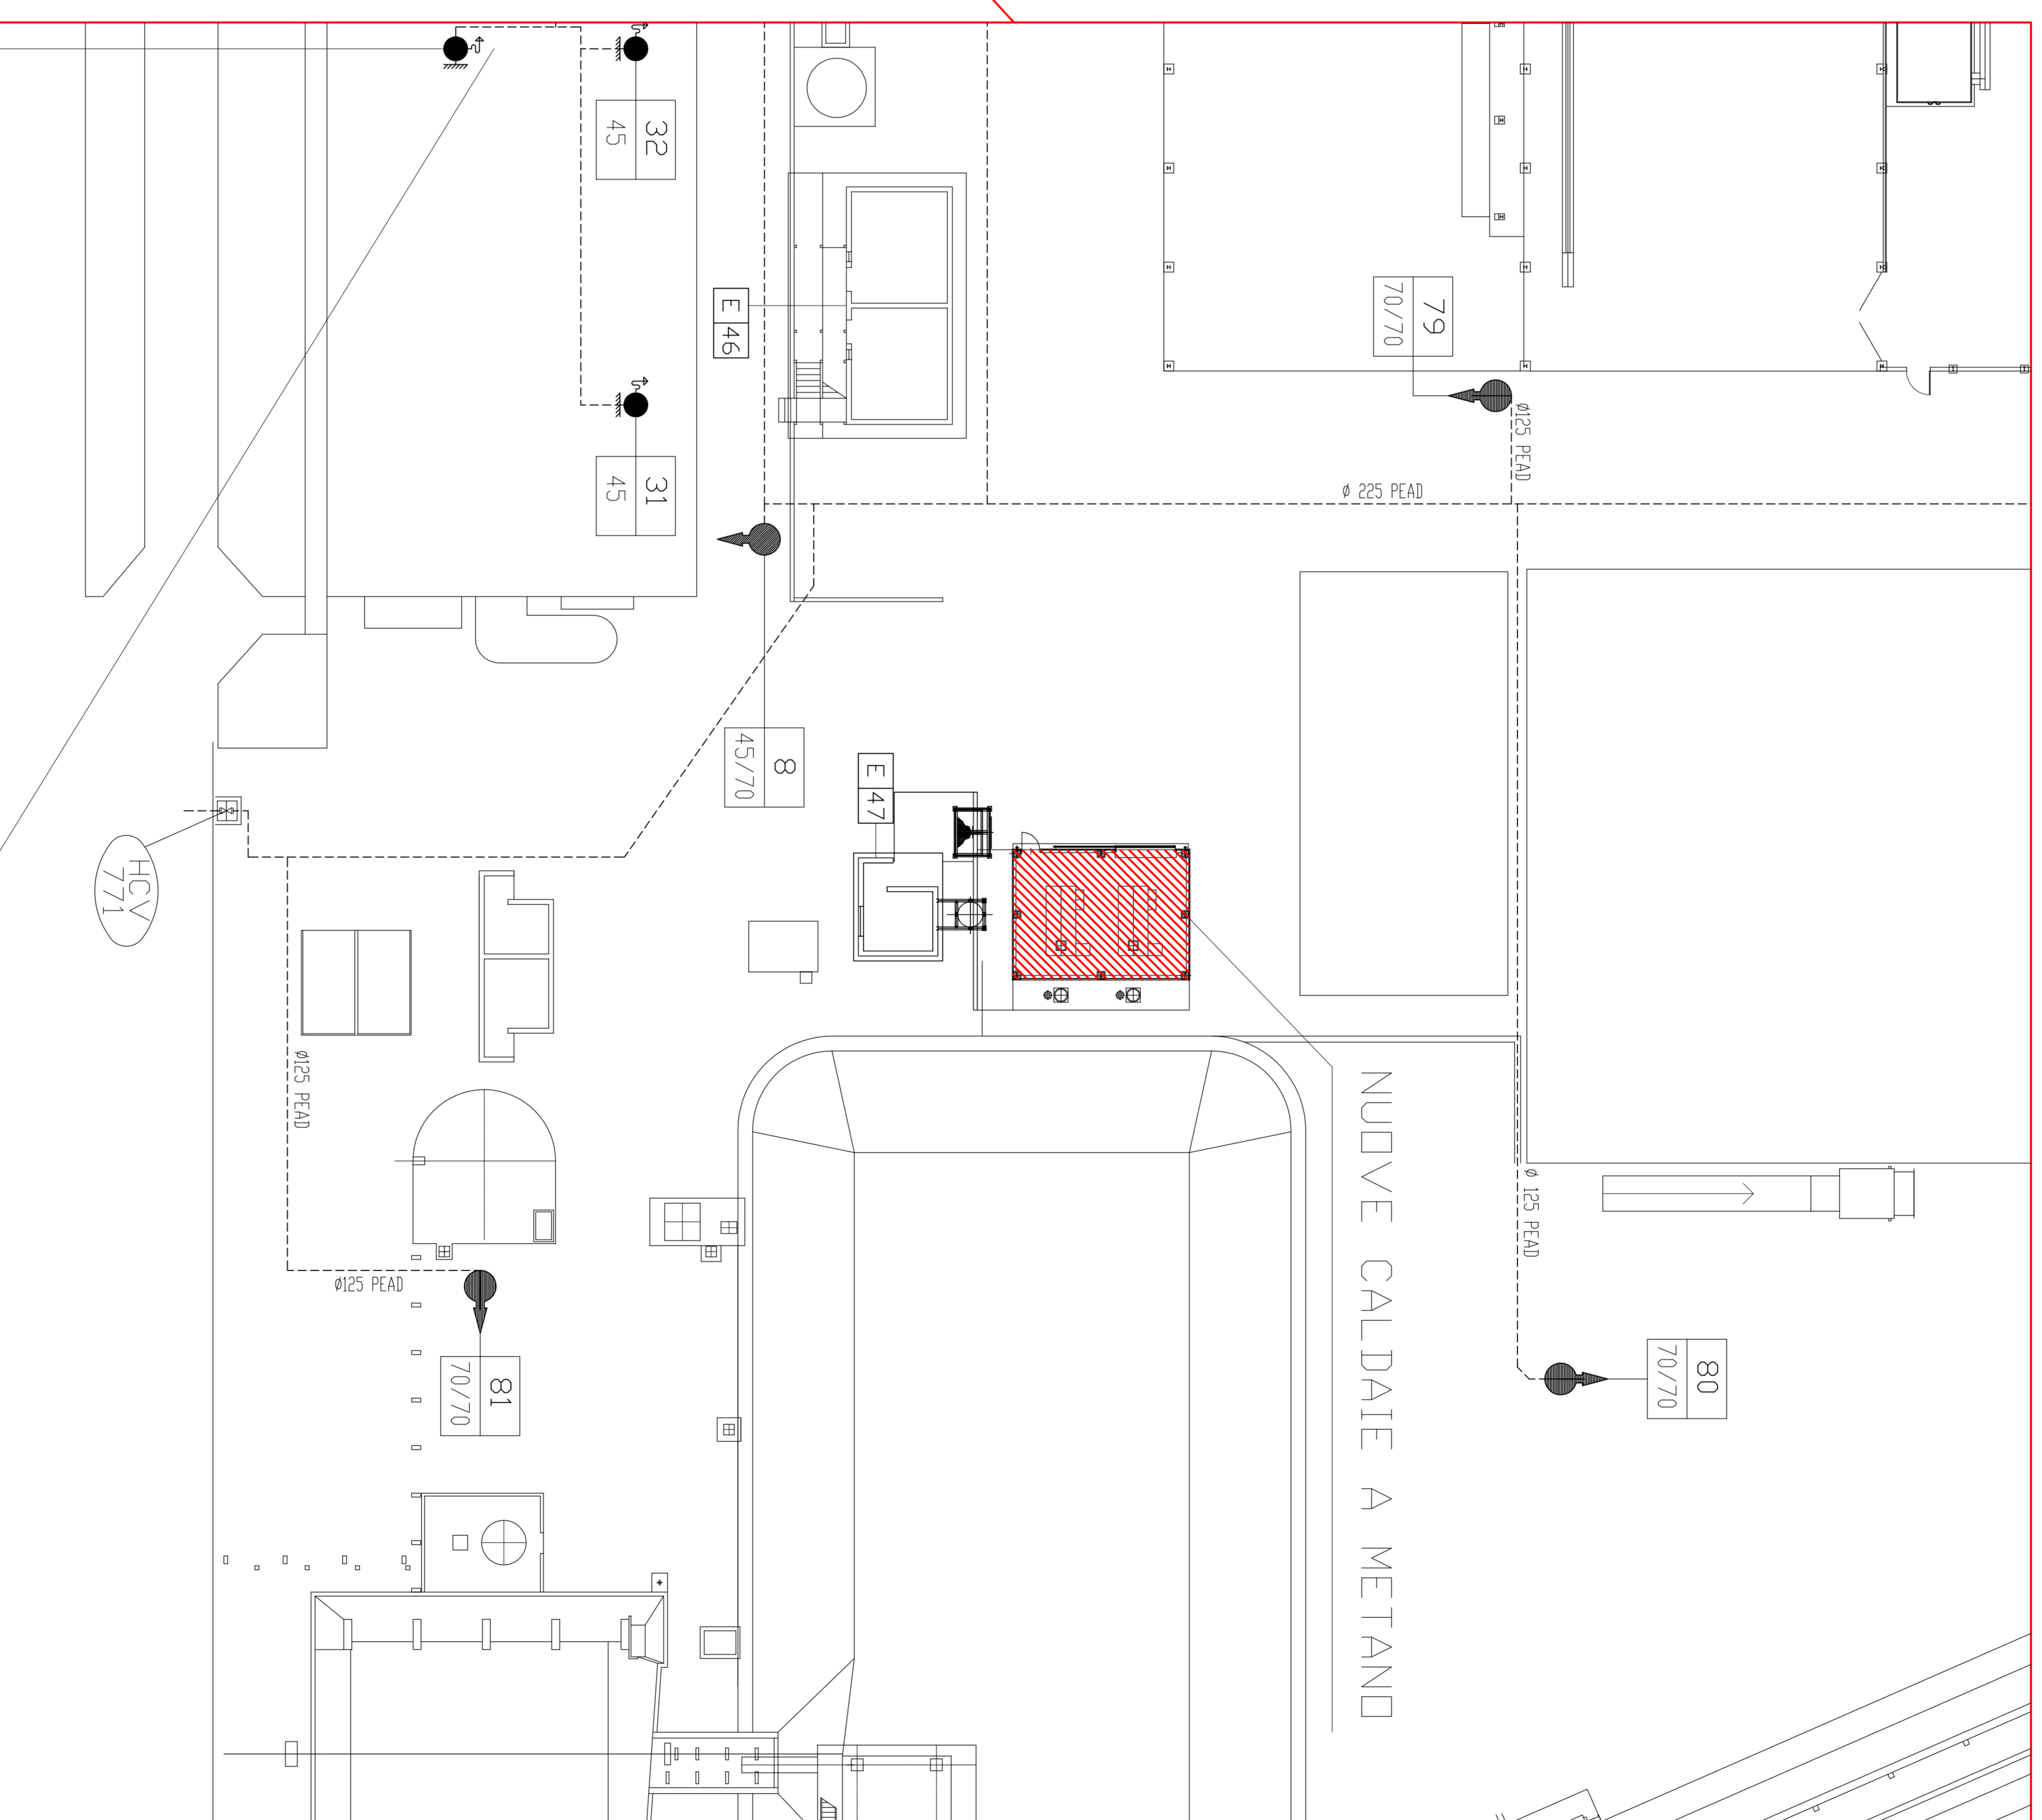 32
45
E 46
79
70/70
Ø125 PEAD
31
45
Ø 225 PEAD
8
45/70
E 47
HCV
771
Ø125 PEAD
NUOVE CALDAIE A METANO
Ø 125 PEAD
Ø125 PEAD
81
70/70
80
70/70